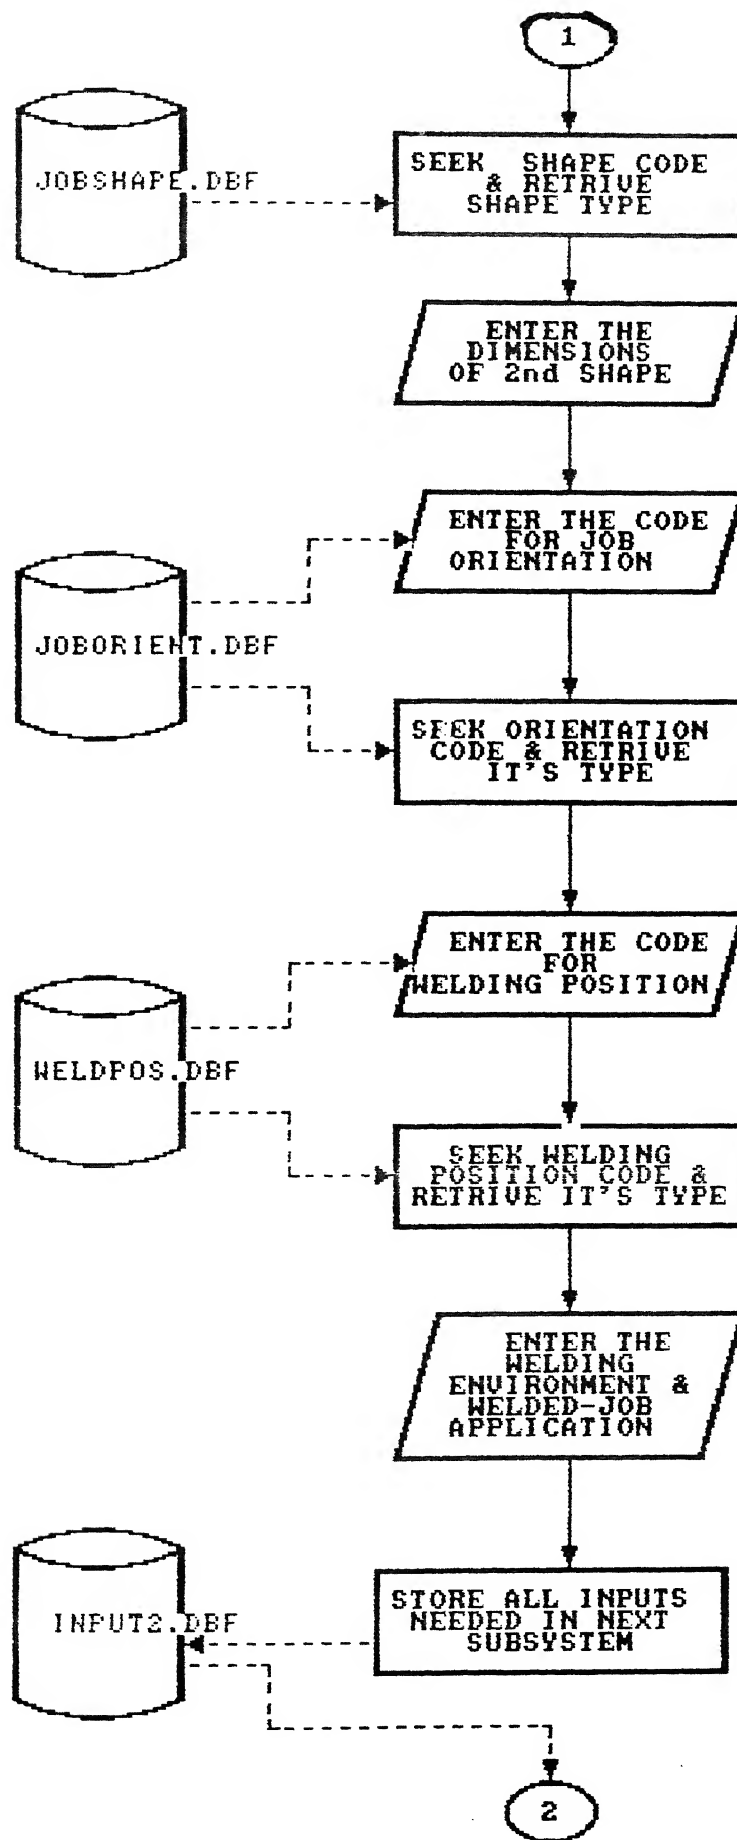 1
JOBSHAPE.DBF
SEEK SHAPE CODE
& RETRIVE
SHAPE TYPE
ENTER THE
DIMENSIONS
OF 2nd SHAPE
ENTER THE CODE
FOR JOB
ORIENTATION
JOBORIENT.DBF
SEEK ORIENTATION
CODE & RETRIVE
IT'S TYPE
ENTER THE CODE
FOR
WELDING POSITION
WELDPOS.DBF
SEEK WELDING
POSITION CODE &
RETRIVE IT'S TYPE
ENTER THE
WELDING
ENVIRONMENT &
WELDED-JOB
APPLICATION
INPUT2.DBF
STORE ALL INPUTS
NEEDED IN NEXT
SUBSYSTEM
2